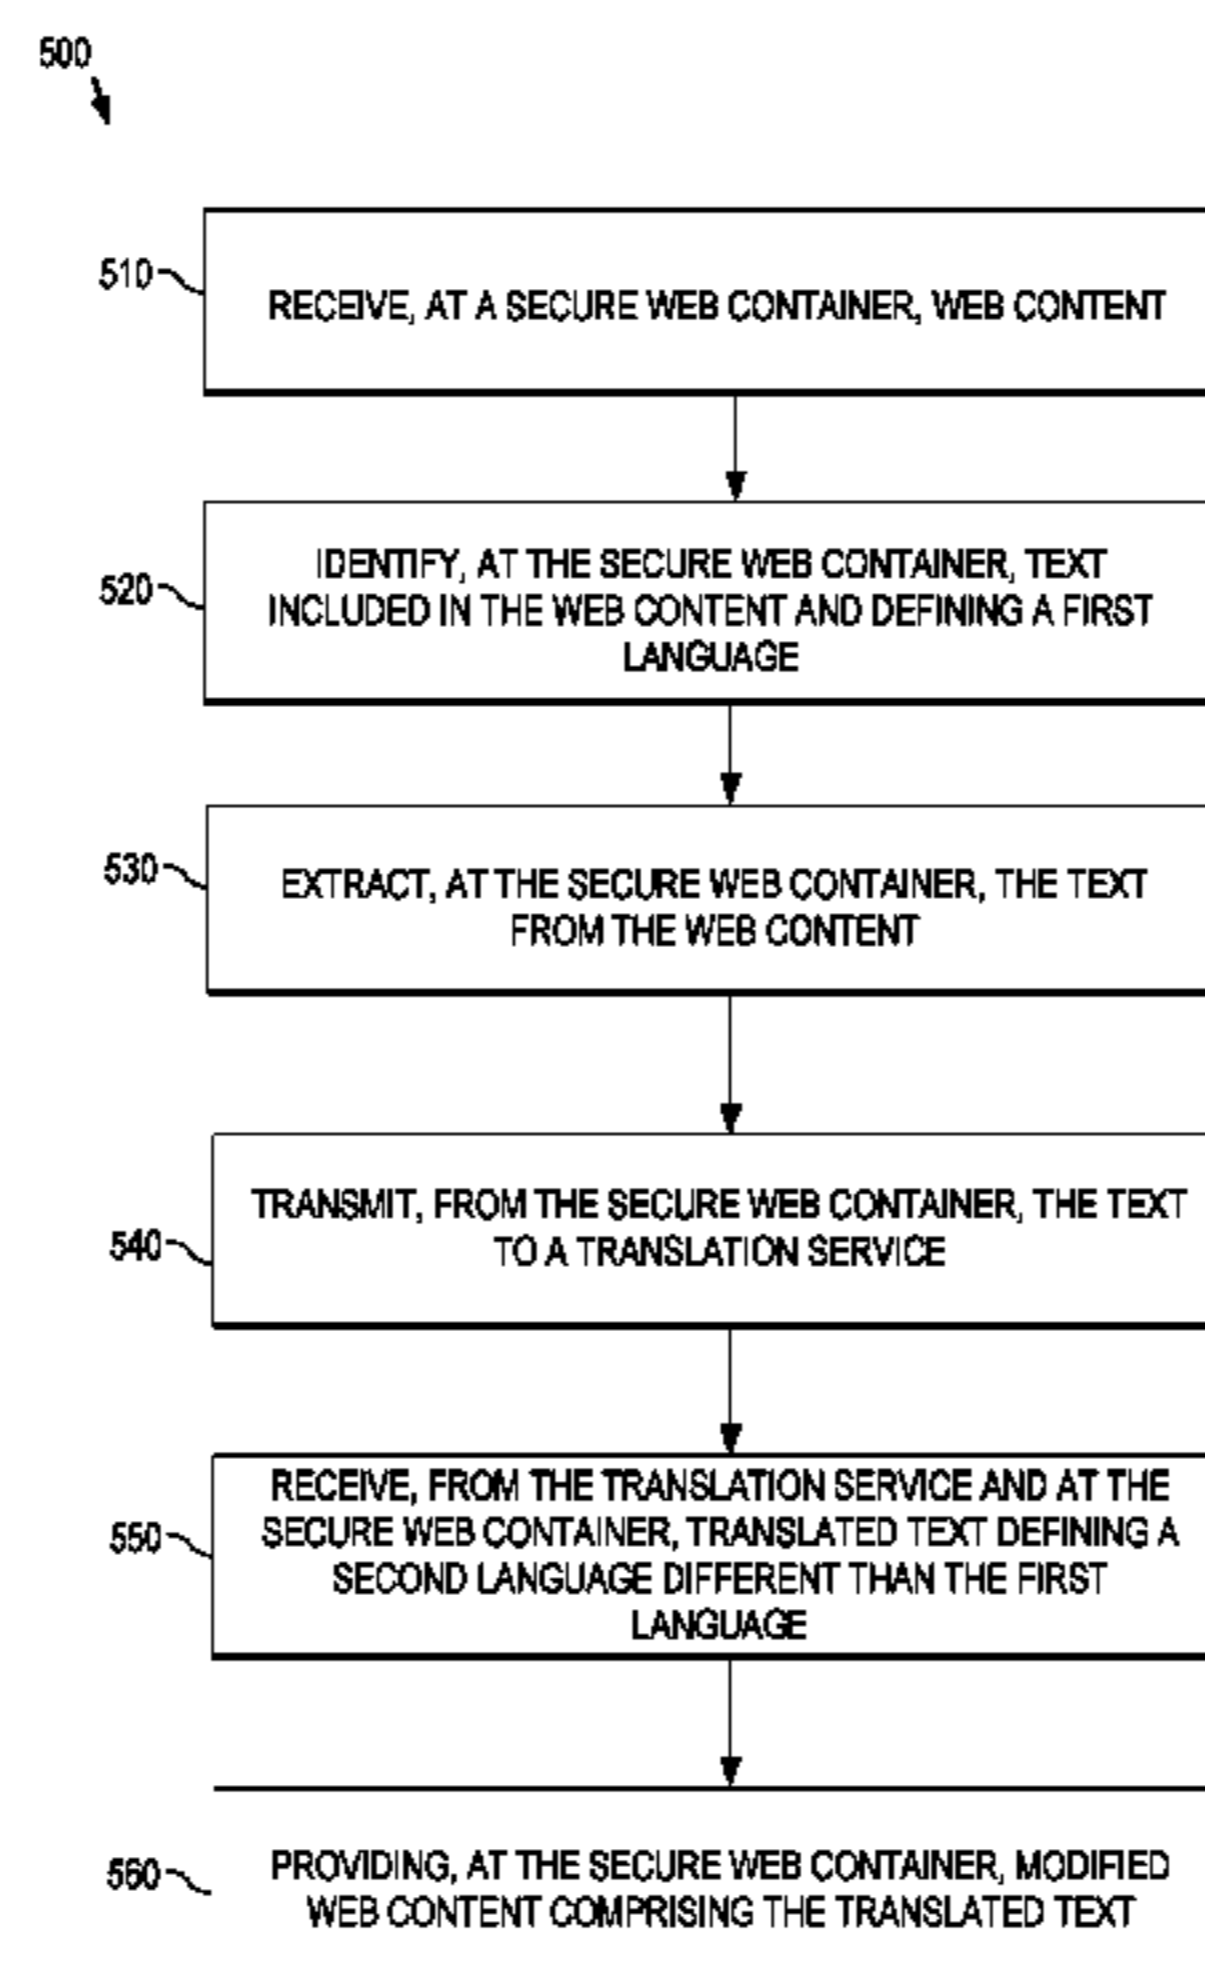 500
510
RECEIVE, AT A SECURE WEB CONTAINER, WEB CONTENT
520
IDENTIFY, AT THE SECURE WEB CONTAINER, TEXT
INCLUDED IN THE WEB CONTENT AND DEFINING A FIRST
LANGUAGE
530
EXTRACT, AT THE SECURE WEB CONTAINER, THE TEXT
FROM THE WEB CONTENT
540
TRANSMIT, FROM THE SECURE WEB CONTAINER, THE TEXT
TO A TRANSLATION SERVICE
550
RECEIVE, FROM THE TRANSLATION SERVICE AND AT THE
SECURE WEB CONTAINER, TRANSLATED TEXT DEFINING A
SECOND LANGUAGE DIFFERENT THAN THE FIRST
LANGUAGE
560
PROVIDING, AT THE SECURE WEB CONTAINER, MODIFIED
WEB CONTENT COMPRISING THE TRANSLATED TEXT